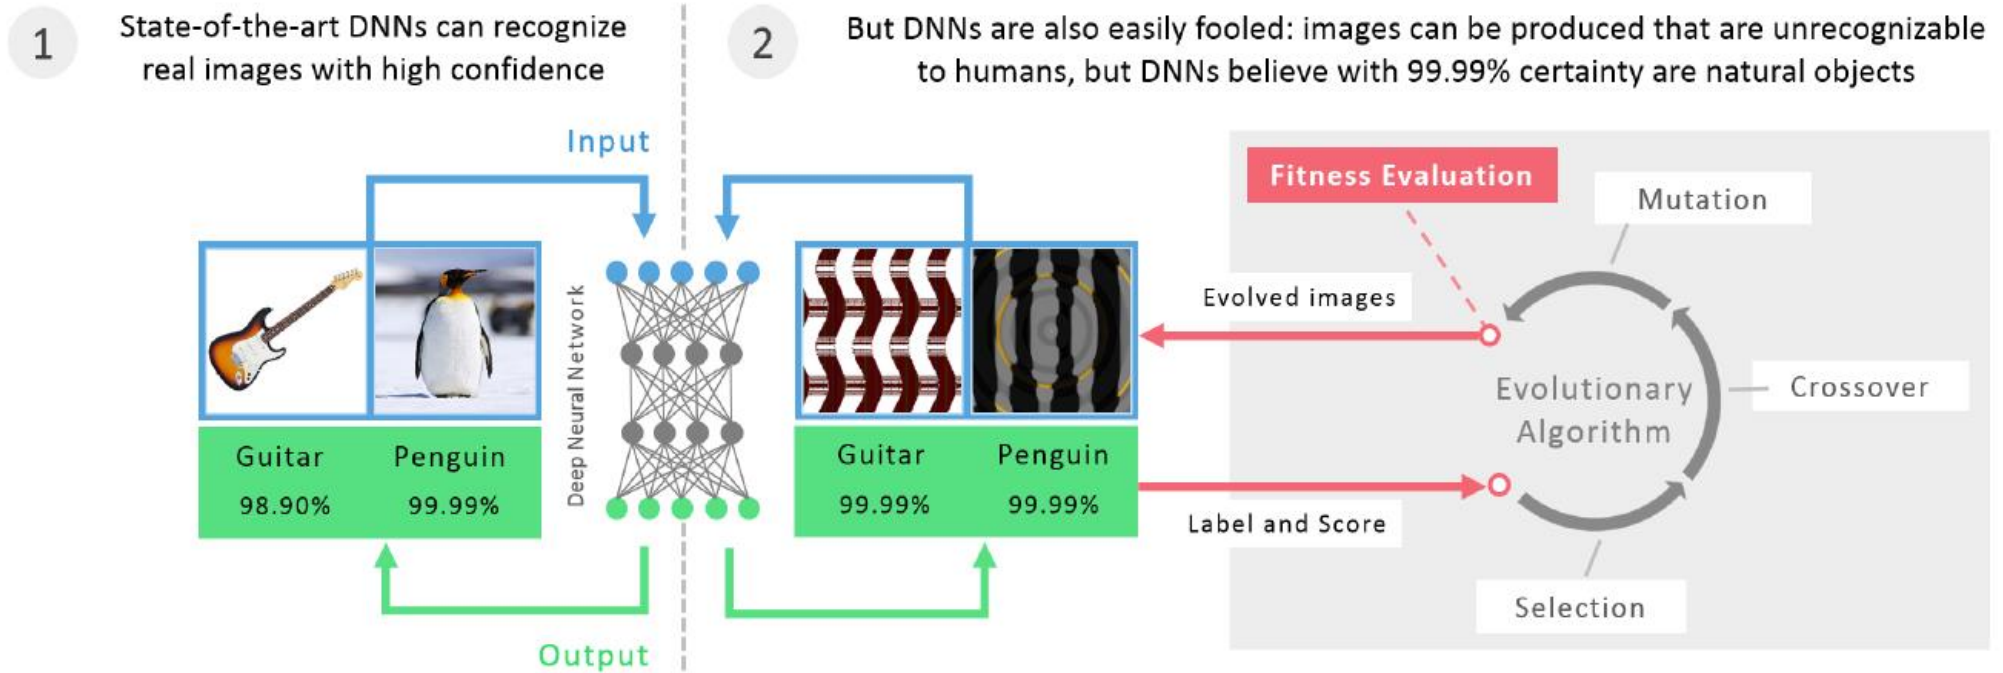 1
State-of-the-art DNNs can recognize
real images with high confidence
2
But DNNs are also easily fooled: images can be produced that are unrecognizable
to humans, but DNNs believe with 99.99% certainty are natural objects
Input
Deep Neural Network
Guitar Penguin
98.90% 99.99%
Output
Guitar Penguin
99.99% 99.99%
Evolved images
Label and Score
Fitness Evaluation
Mutation
Crossover
Evolutionary
Algorithm
Selection